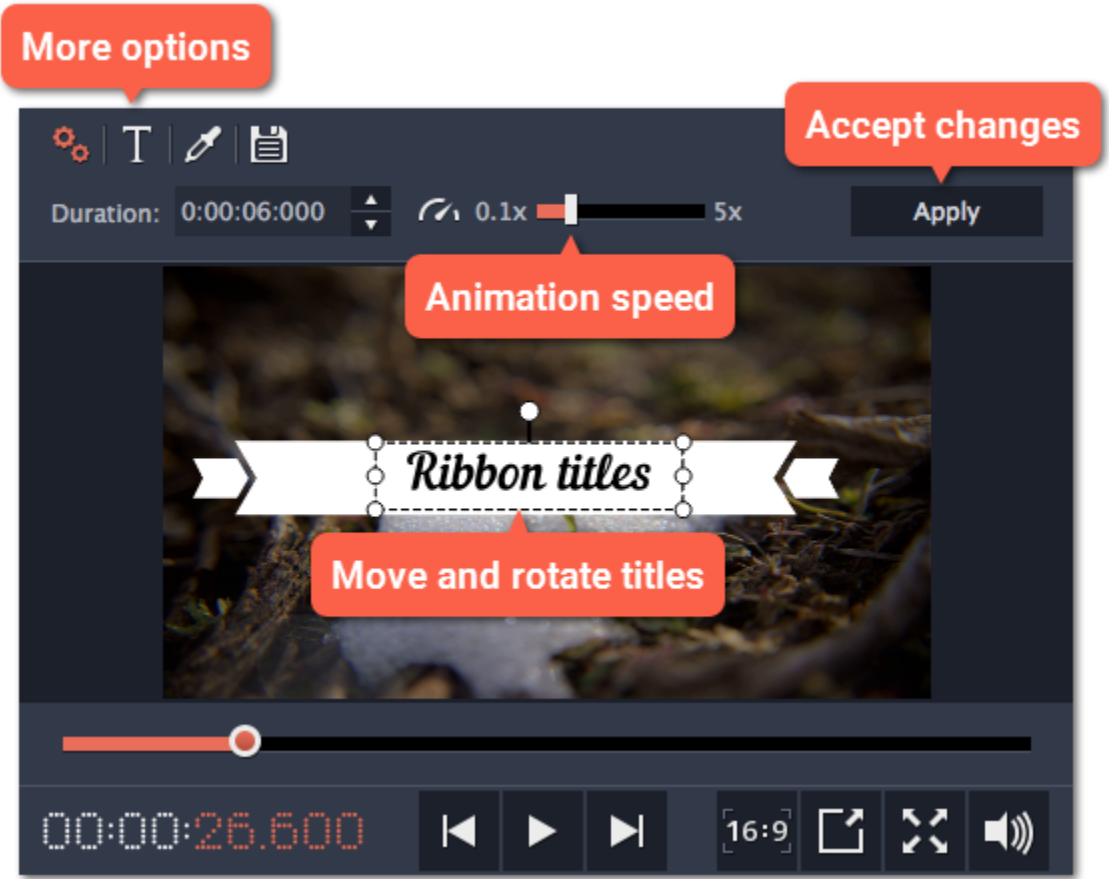 More options
Accept changes
T
Duration: 0:00:06:000 0.1x 5x Apply
Animation speed
Ribbon titles
Move and rotate titles
00:00:26.600 16:9